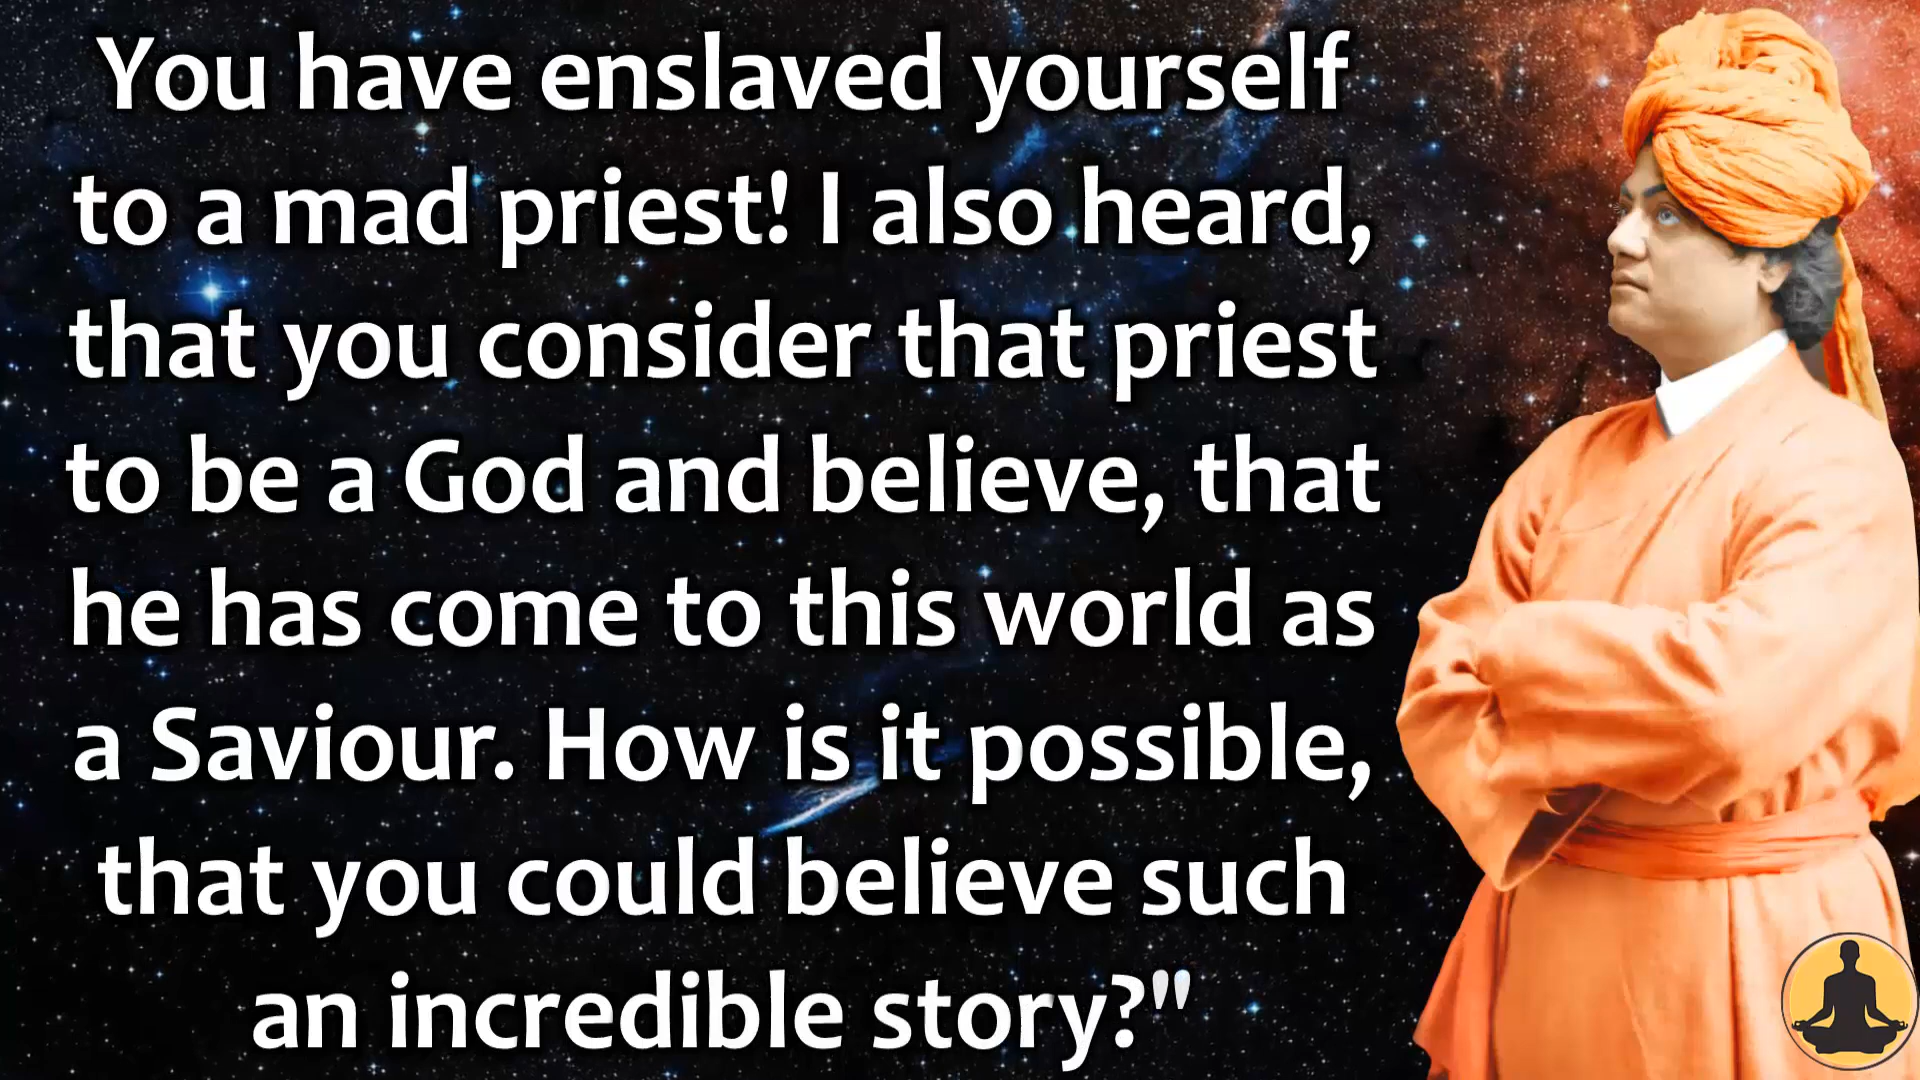 You have enslaved yourself
to a mad priest! I also heard,
that you consider that priest
to be a God and believe, that
he has come to this world as
a Saviour. How is it possible,
that you could believe such
an incredible story?"